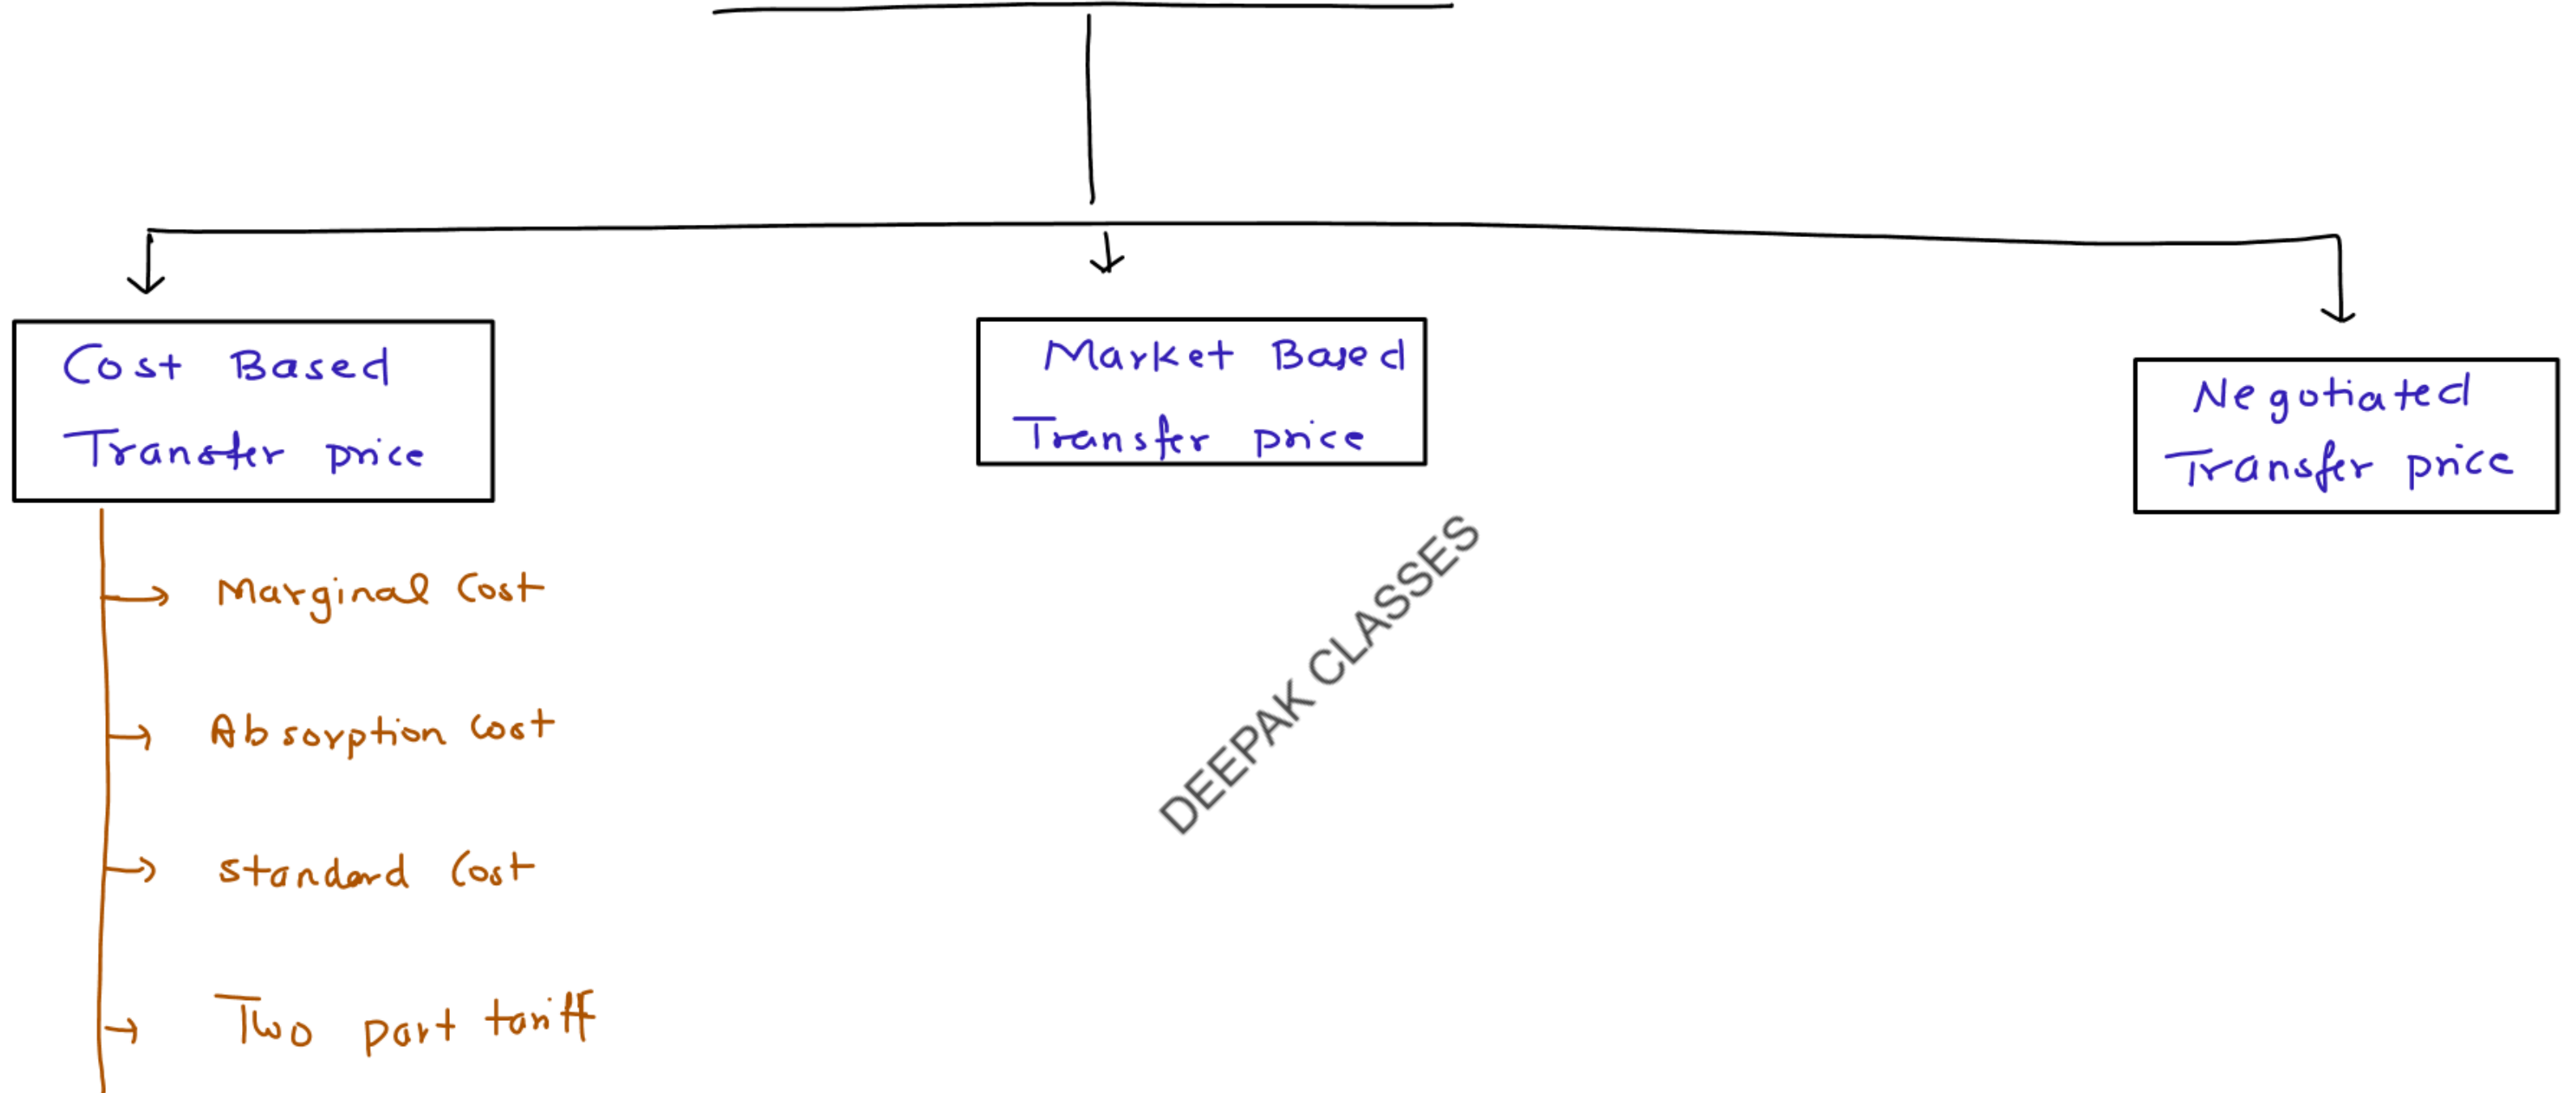 Cost Based
Transfer price
Market Based
Transfer price
Negotiated
Transfer price
Marginal Cost
Absorption Cost
Standard Cost
Two part tariff
DEEPAK CLASSES